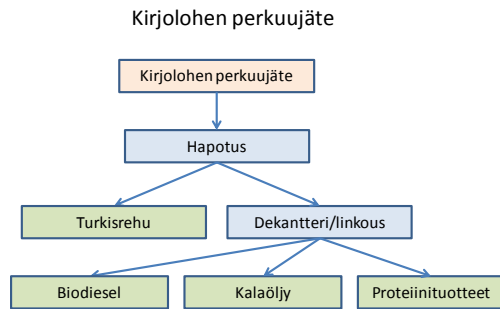 Kirjolohen perkuujäte
Kirjolohen perkuujäte
Hapotus
Turkisrehu
Dekantteri/linkous
Biodiesel
Kalaöljy
Proteiinituotteet